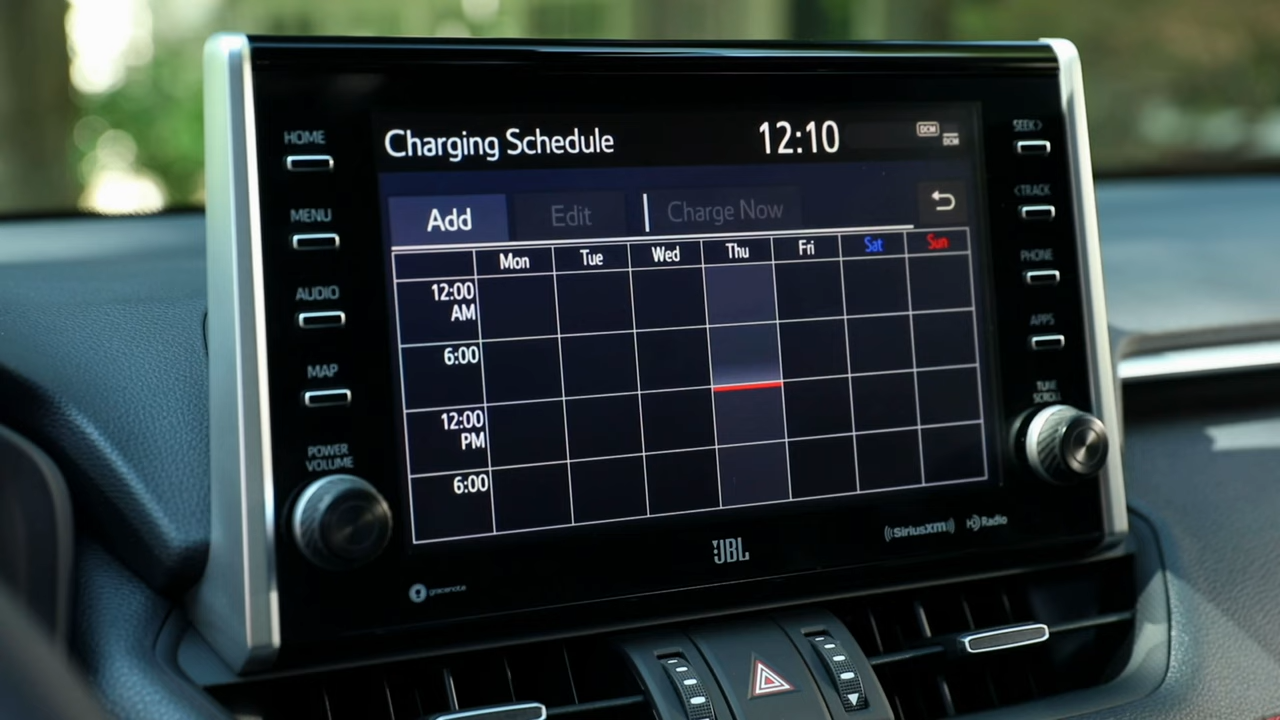 HOME
MENU
AUDIO
MAP
POWER
VOLUME
Charging Schedule
12:10
DCM
DCM
Add
Edit
Charge Now
Mon Tue Wed Thu Fri Sat Sun
12:00
AM
6:00
12:00
PM
6:00
SEEK>
<TRACK
PHONE
APPS
TUNE
SCROLL
gracenote
JBL
SiriusXM
HD Radio